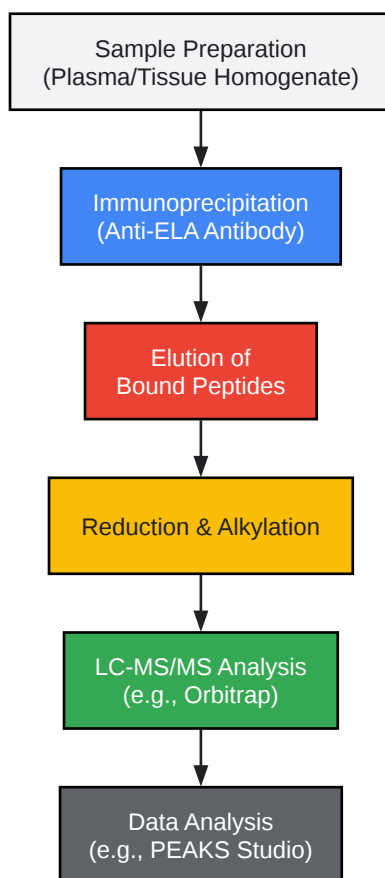 Sample Preparation
(Plasma/Tissue Homogenate)
Immunoprecipitation
(Anti-ELA Antibody)
Elution of
Bound Peptides
Reduction & Alkylation
LC-MS/MS Analysis
(e.g., Orbitrap)
Data Analysis
(e.g., PEAKS Studio)